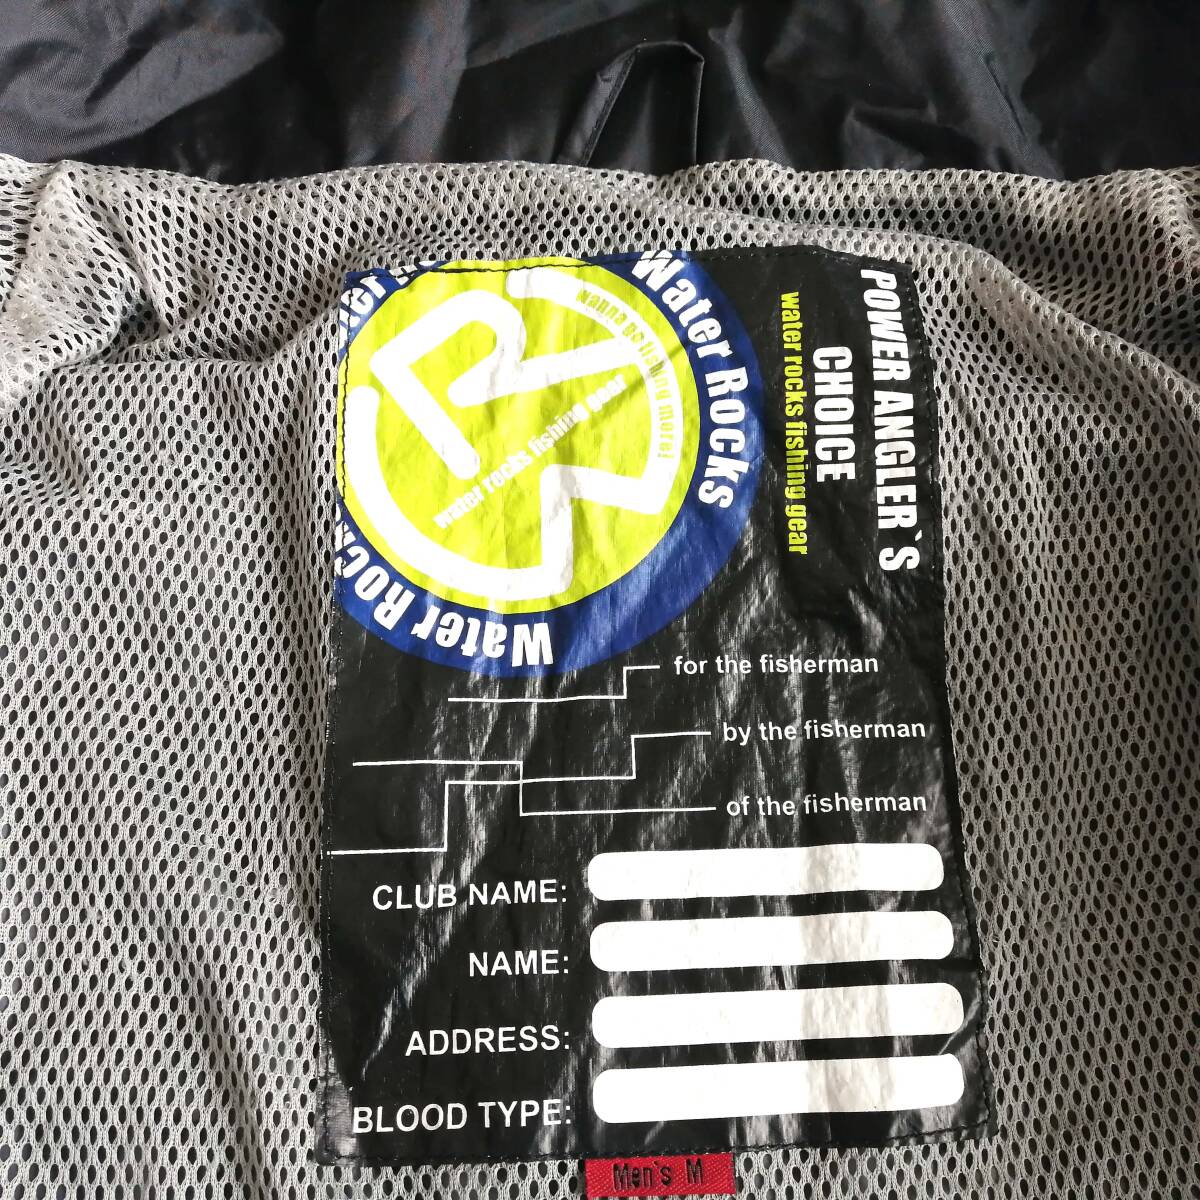 Water Rocks
Water Rocks
Wanna go fishing more!
water rocks fishing gear
POWER ANGLER`S
CHOICE
water rocks fishing gear
for the fisherman
by the fisherman
of the fisherman
CLUB NAME:
NAME:
ADDRESS:
BLOOD TYPE:
Men`s M